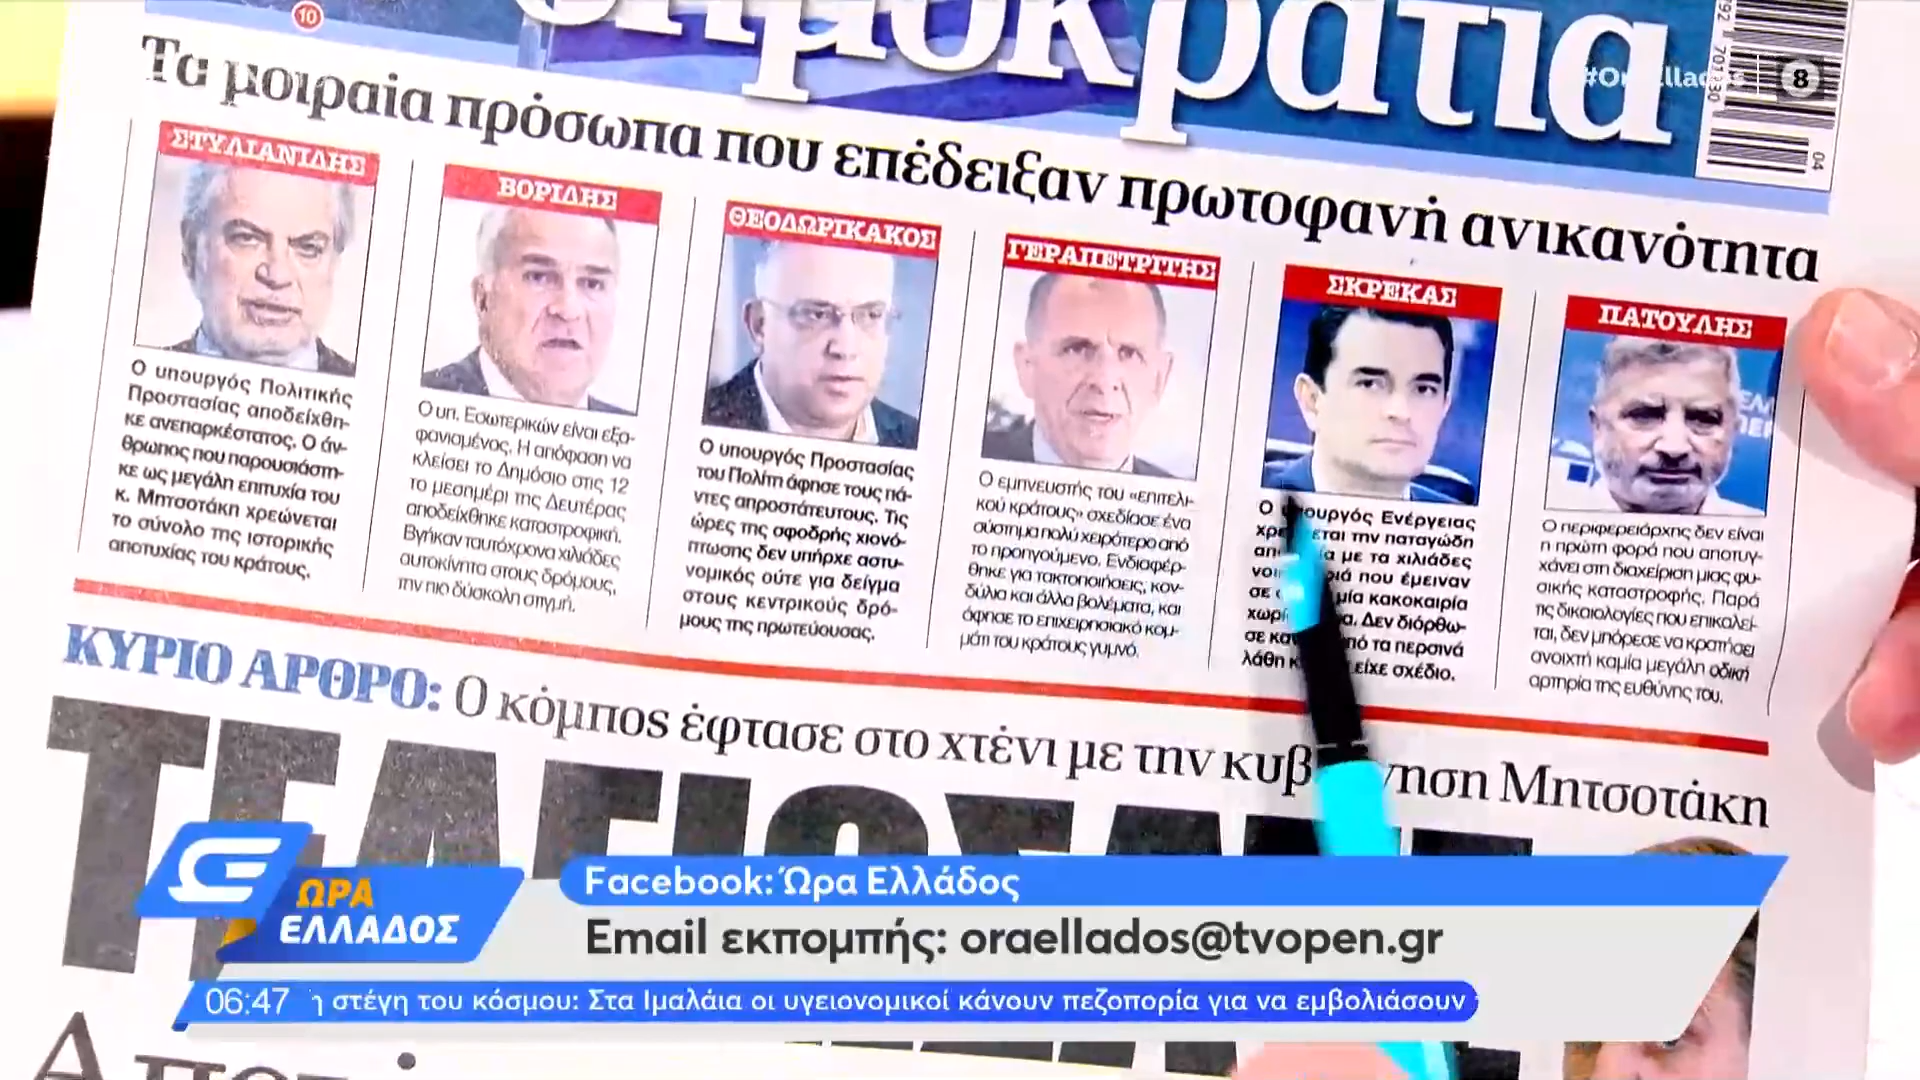 10
δημοκρατία
Τα μοιραία πρόσωπα που επέδειξαν πρωτοφανή ανικανότητα
#OraEllados 8
04
ΣΤΥΛΙΑΝΙΔΗΣ
Ο υπουργός Πολιτικής
Προστασίας αποδείχθη-
κε ανεπαρκέστατος. Ο άν-
θρωπος που παρουσιάστη-
κε ως μεγάλη επιτυχία του
κ. Μητσοτάκη χρεώνεται
το σύνολο της ιστορικής
αποτυχίας του κράτους.
ΒΟΡΙΔΗΣ
Ο υπ. Εσωτερικών είναι εξα-
φανισμένος. Η απόφαση να
κλείσει το Δημόσιο στις 12
το μεσημέρι της Δευτέρας
αποδείχθηκε καταστροφική.
Βγήκαν ταυτόχρονα χιλιάδες
αυτοκίνητα στους δρόμους,
την πιο δύσκολη στιγμή.
ΘΕΟΔΩΡΙΚΑΚΟΣ
Ο υπουργός Προστασίας
του Πολίτη άφησε τους πά-
ντες απροστάτευτους. Τις
ώρες της σφοδρής χιονό-
πτωσης δεν υπήρχε αστυ-
νομικός ούτε για δείγμα
στους κεντρικούς δρό-
μους της πρωτεύουσας.
ΓΕΡΑΠΕΤΡΙΤΗΣ
Ο εμπνευστής του «επιτελι-
κού κράτους» σχεδίασε ένα
σύστημα πολύ χειρότερο από
το προηγούμενο. Ενδιαφέρ-
θηκε για τακτοποιήσεις, κον-
δύλια και άλλα βολέματα, και
άφησε το επιχειρησιακό κομ-
μάτι του κράτους γυμνό.
ΣΚΡΕΚΑΣ
Ο υπουργός Ενέργειας
την παταγώδη
με τα χιλιάδες
που έμειναν
σε κακοκαιρία
Δεν διόρθω-
σε τα περσινά
λάθη είχε σχέδιο.
ΠΑΤΟΥΛΗΣ
Ο περιφερειάρχης δεν είναι
η πρώτη φορά που αποτυγ-
χάνει στη διαχείριση μιας φυ-
σικής καταστροφής. Παρά
τις δικαιολογίες που επικαλεί-
ται, δεν μπόρεσε να κρατήσει
ανοιχτή καμία μεγάλη οδική
αρτηρία της ευθύνης του.
ΚΥΡΙΟ ΑΡΘΡΟ: Ο κόμπος έφτασε στο χτένι με την κυβέρνηση Μητσοτάκη
ΩΡΑ
ΕΛΛΑΔΟΣ
Facebook: Ώρα Ελλάδος
Email εκπομπής: oraellados@tvopen.gr
06:47 η στέγη του κόσμου: Στα Ιμαλάια οι υγειονομικοί κάνουν πεζοπορία για να εμβολιάσουν